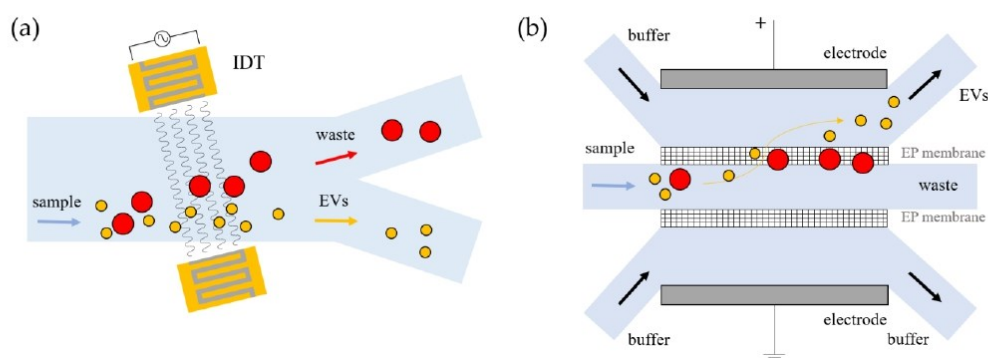 (a)
IDT
waste
sample
EVs
(b)
+
buffer
electrode
EVs
sample
EP membrane
waste
EP membrane
electrode
buffer
buffer